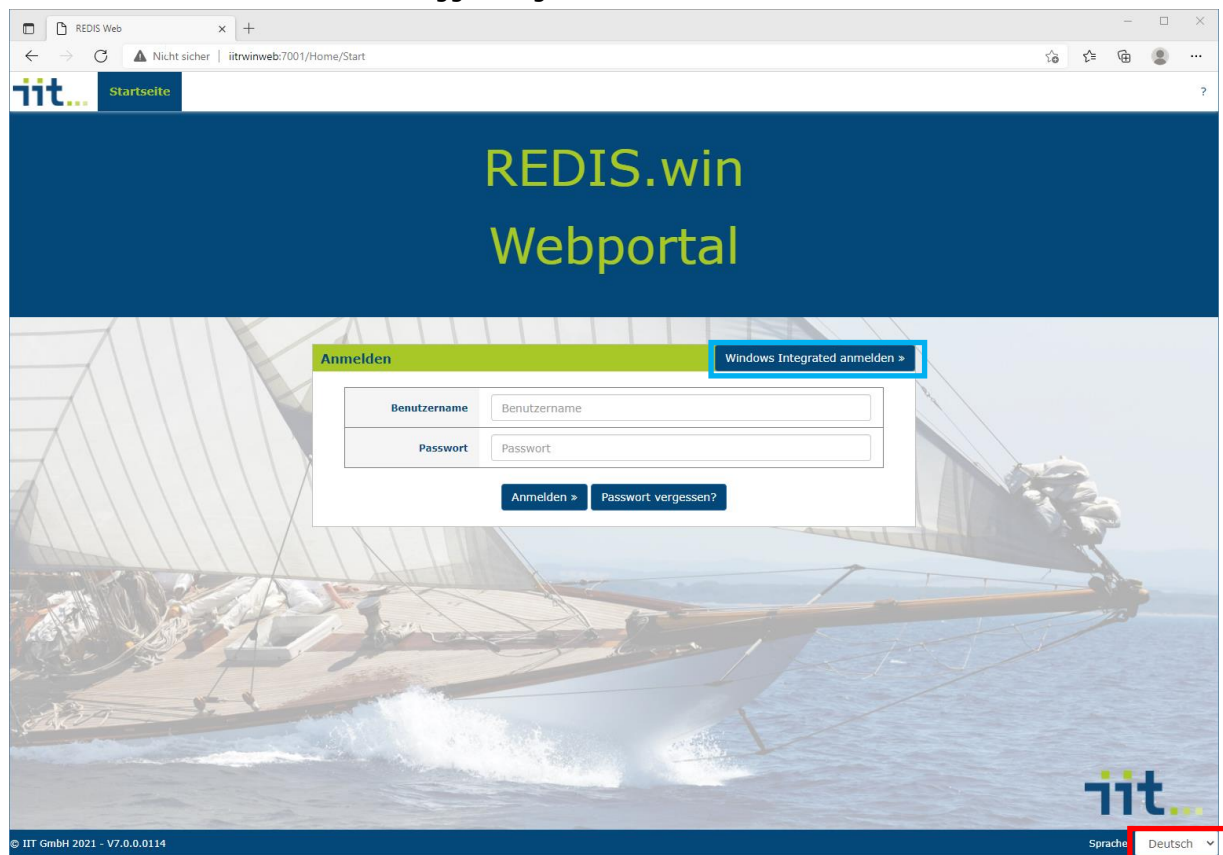 REDIS Web
Nicht sicher | iitrwinweb:7001/Home/Start
iit... Startseite ?
REDIS.win
Webportal
Anmelden Windows Integrated anmelden »
Benutzername Benutzername
Passwort Passwort
Anmelden » Passwort vergessen?
iit...
© IIT GmbH 2021 - V7.0.0.0114 Sprache Deutsch